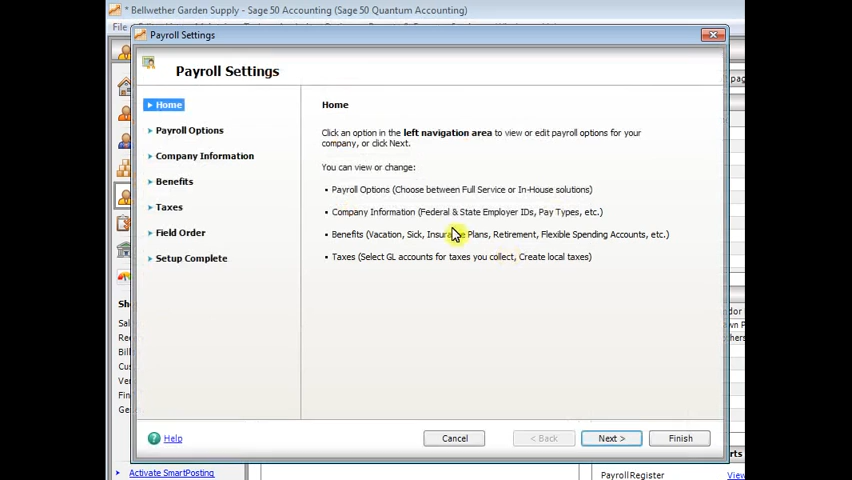 * Bellwether Garden Supply - Sage 50 Accounting (Sage 50 Quantum Accounting)
File
Payroll Settings
Payroll Settings
Home
Payroll Options
Company Information
Benefits
Taxes
Field Order
Setup Complete
Home
Click an option in the left navigation area to view or edit payroll options for your
company, or click Next.
You can view or change:
• Payroll Options (Choose between Full Service or In-House solutions)
• Company Information (Federal & State Employer IDs, Pay Types, etc.)
• Benefits (Vacation, Sick, Insurance Plans, Retirement, Flexible Spending Accounts, etc.)
• Taxes (Select GL accounts for taxes you collect, Create local taxes)
Help
Cancel
< Back
Next >
Finish
Activate SmartPosting
Payroll Register
View